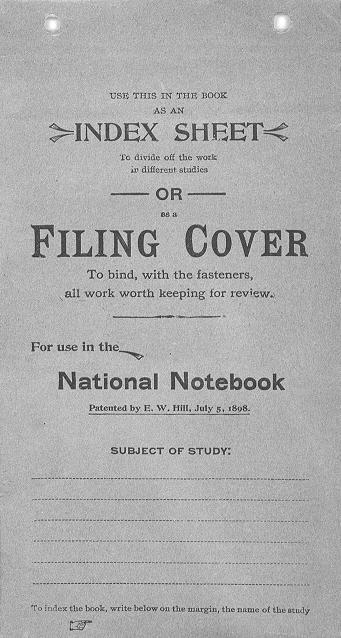 USE THIS IN THE BOOK
AS AN
INDEX SHEET
To divide off the work
in different studies
OR
as a
FILING COVER
To bind, with the fasteners,
all work worth keeping for review.
For use in the
National Notebook
Patented by E. W. Hill, July 5, 1898.
SUBJECT OF STUDY:
To index the book, write below on the margin, the name of the study